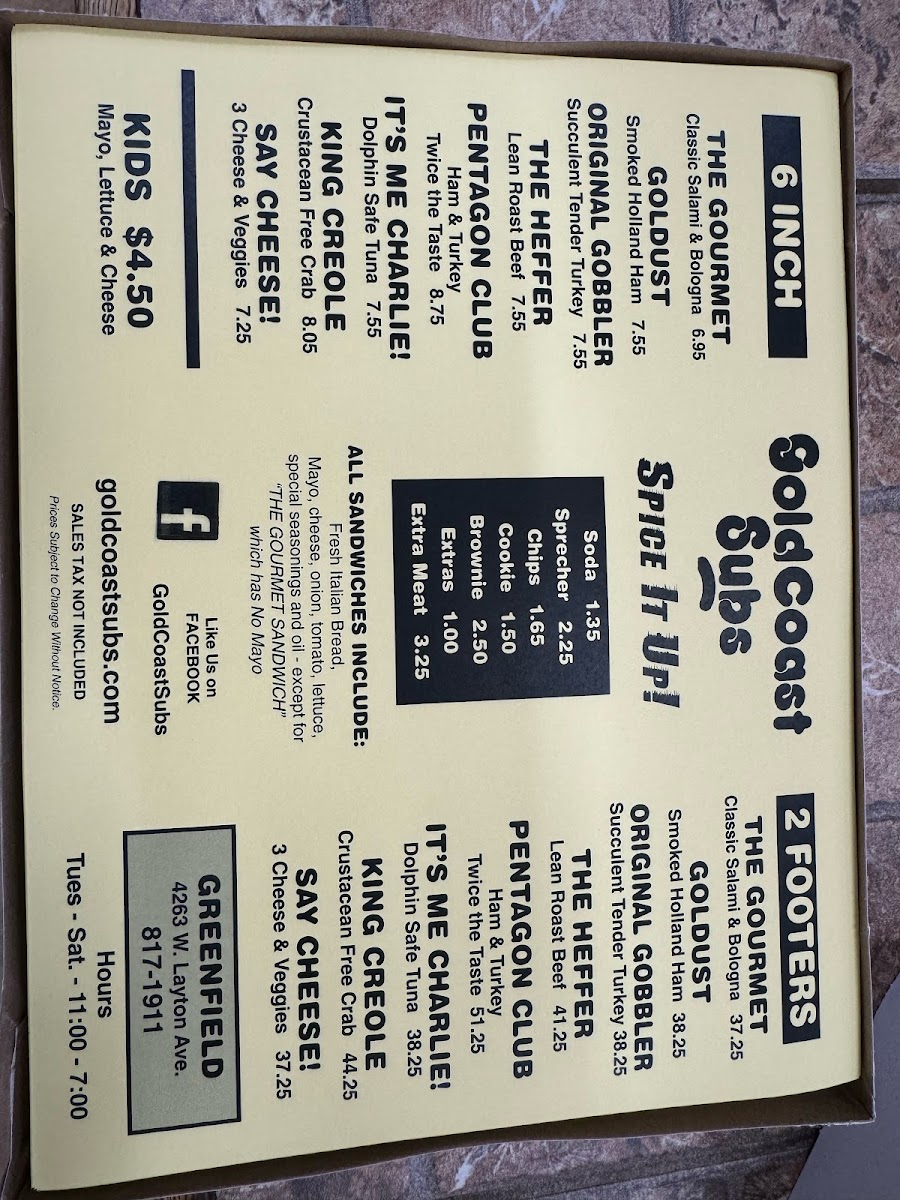 6 INCH
THE GOURMET
Classic Salami & Bologna 6.95
GOLDUST
Smoked Holland Ham 7.55
ORIGINAL GOBBLER
Succulent Tender Turkey 7.55
THE HEFFER
Lean Roast Beef 7.55
PENTAGON CLUB
Ham & Turkey
Twice the Taste 8.75
IT'S ME CHARLIE!
Dolphin Safe Tuna 7.55
KING CREOLE
Crustacean Free Crab 8.05
SAY CHEESE!
3 Cheese & Veggies 7.25
KIDS $4.50
Mayo, Lettuce & Cheese
GoldCoast
Subs
SPICE IT UP!
Soda 1.35
Sprecher 2.25
Chips 1.65
Cookie 1.50
Brownie 2.50
Extras 1.00
Extra Meat 3.25
ALL SANDWICHES INCLUDE:
Fresh Italian Bread,
Mayo, cheese, onion, tomato, lettuce,
special seasonings and oil - except for
"THE GOURMET SANDWICH"
which has No Mayo
f
Like Us on
FACEBOOK
GoldCoastSubs
goldcoastsubs.com
SALES TAX NOT INCLUDED
Prices Subject to Change Without Notice.
2 FOOTERS
THE GOURMET
Classic Salami & Bologna 37.25
GOLDUST
Smoked Holland Ham 38.25
ORIGINAL GOBBLER
Succulent Tender Turkey 38.25
THE HEFFER
Lean Roast Beef 41.25
PENTAGON CLUB
Ham & Turkey
Twice the Taste 51.25
IT'S ME CHARLIE!
Dolphin Safe Tuna 38.25
KING CREOLE
Crustacean Free Crab 44.25
SAY CHEESE!
3 Cheese & Veggies 37.25
GREENFIELD
4263 W. Layton Ave.
817-1911
Hours
Tues - Sat. - 11:00 - 7:00